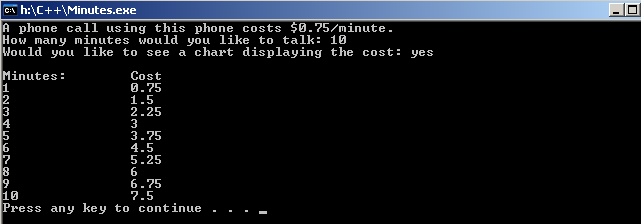 h:\C++\Minutes.exe
A phone call using this phone costs $0.75/minute.
How many minutes would you like to talk: 10
Would you like to see a chart displaying the cost: yes
Minutes: Cost
1 0.75
2 1.5
3 2.25
4 3
5 3.75
6 4.5
7 5.25
8 6
9 6.75
10 7.5
Press any key to continue . . . _